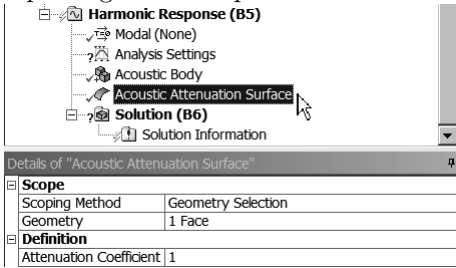 Harmonic Response (B5)
Modal (None)
Analysis Settings
Acoustic Body
Acoustic Attenuation Surface
Solution (B6)
Solution Information
Details of "Acoustic Attenuation Surface"
Scope
Scoping Method Geometry Selection
Geometry 1 Face
Definition
Attenuation Coefficient 1